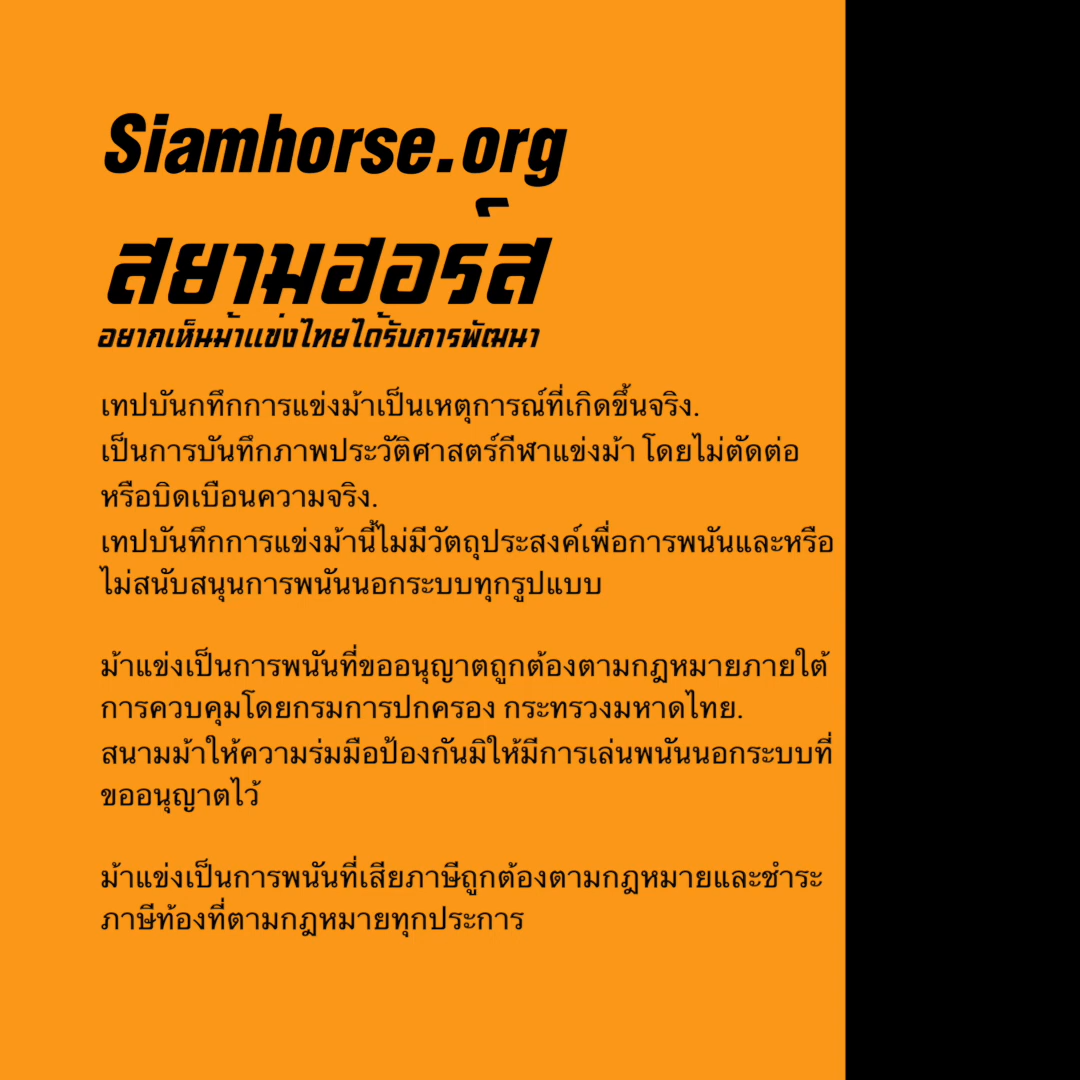 Siamhorse.org
สยามฮอร์ส
อยากเห็นม้าแข่งไทยได้รับการพัฒนา
เทปบันกทึกการแข่งม้าเป็นเหตุการณ์ที่เกิดขึ้นจริง.
เป็นการบันทึกภาพประวัติศาสตร์กีฬาแข่งม้า โดยไม่ตัดต่อ
หรือบิดเบือนความจริง.
เทปบันทึกการแข่งม้านี้ไม่มีวัตถุประสงค์เพื่อการพนันและหรือ
ไม่สนับสนุนการพนันนอกระบบทุกรูปแบบ
ม้าแข่งเป็นการพนันที่ขออนุญาตถูกต้องตามกฎหมายภายใต้
การควบคุมโดยกรมการปกครอง กระทรวงมหาดไทย.
สนามม้าให้ความร่มมือป้องกันมิให้มีการเล่นพนันนอกระบบที่
ขออนุญาตไว้
ม้าแข่งเป็นการพนันที่เสียภาษีถูกต้องตามกฎหมายและชำระ
ภาษีท้องที่ตามกฎหมายทุกประการ